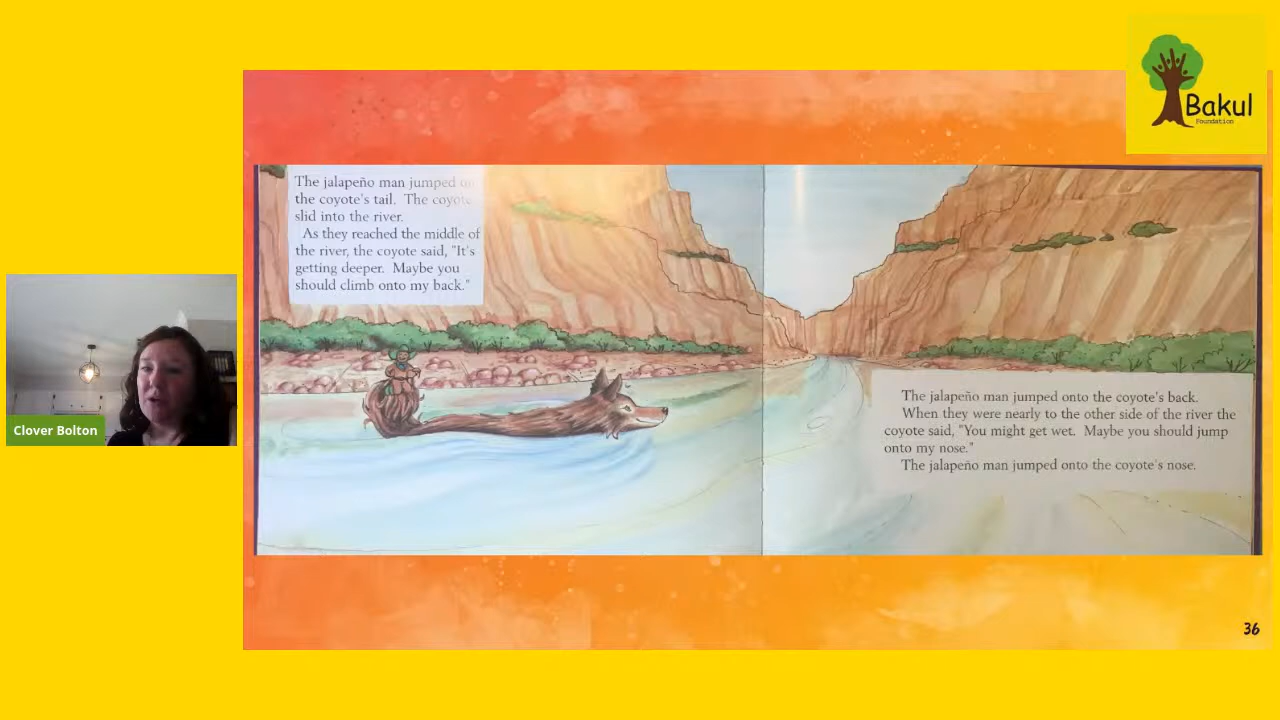 Bakul
Foundation
The jalapeño man jumped on
the coyote's tail. The coyote
slid into the river.
As they reached the middle of
the river, the coyote said, "It's
getting deeper. Maybe you
should climb onto my back."
The jalapeño man jumped onto the coyote's back.
When they were nearly to the other side of the river the
coyote said, "You might get wet. Maybe you should jump
onto my nose."
The jalapeño man jumped onto the coyote's nose.
Clover Bolton
36